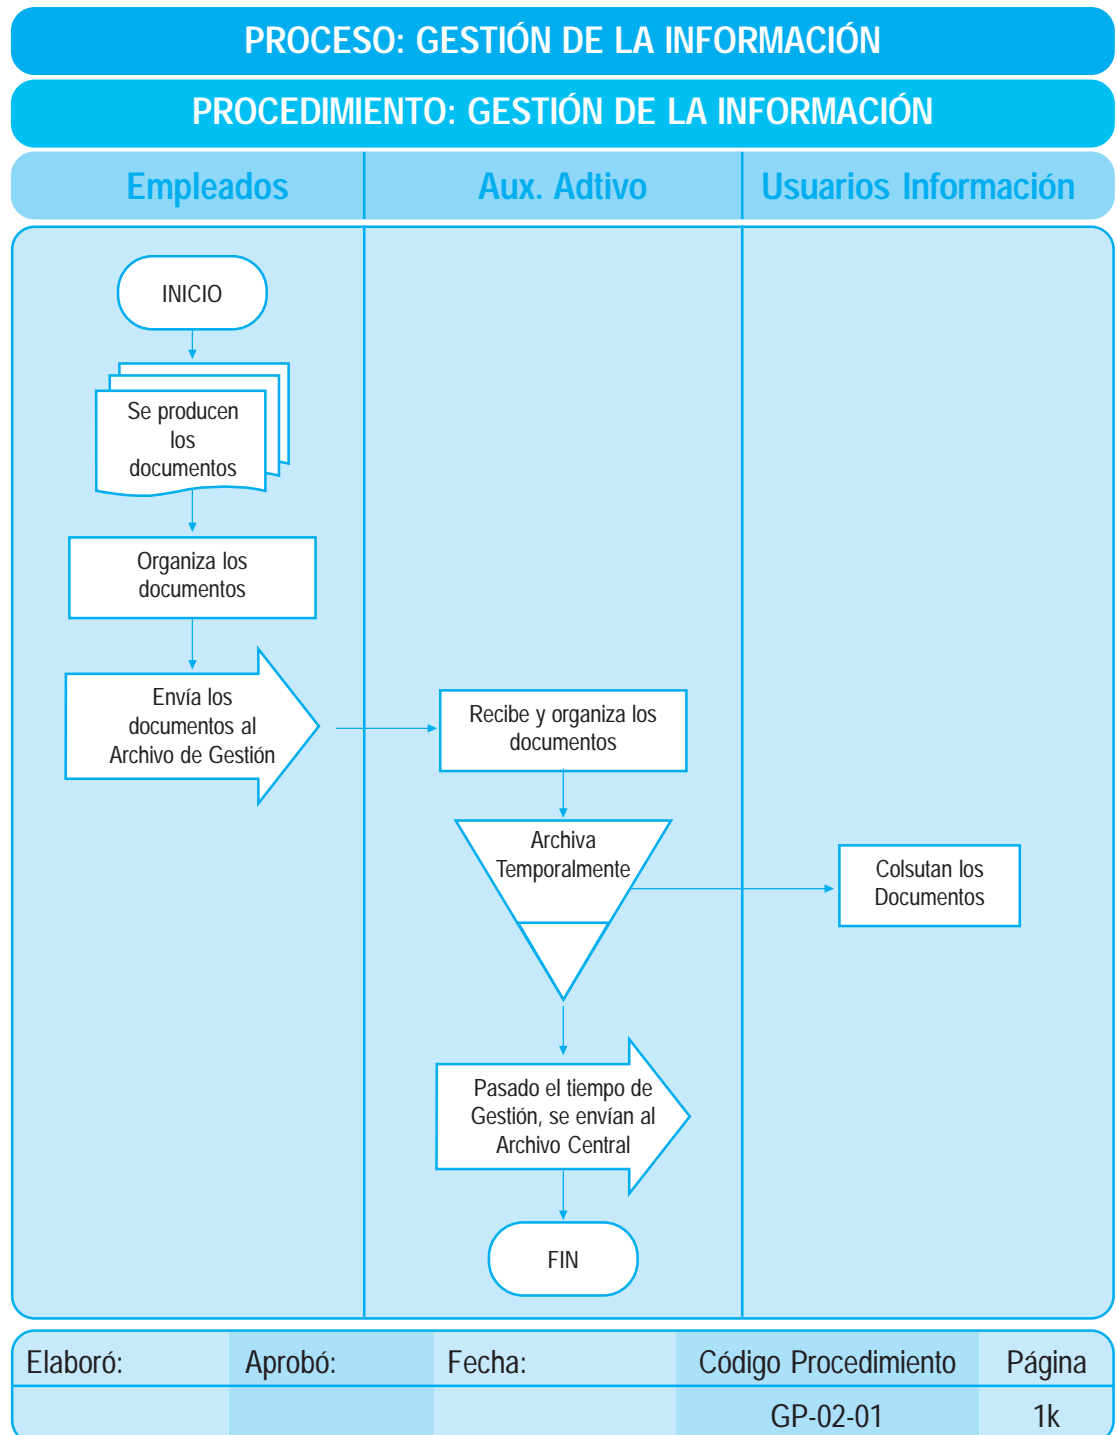 PROCESO: GESTIÓN DE LA INFORMACIÓN
PROCEDIMIENTO: GESTIÓN DE LA INFORMACIÓN
Empleados
Aux. Adtivo
Usuarios Información
INICIO
Se producen
los
documentos
Organiza los
documentos
Envía los
documentos al
Archivo de Gestión
Recibe y organiza los
documentos
Archiva
Temporalmente
Colsutan los
Documentos
Pasado el tiempo de
Gestión, se envían al
Archivo Central
FIN
Elaboró:
Aprobó:
Fecha:
Código Procedimiento
Página
GP-02-01
1k